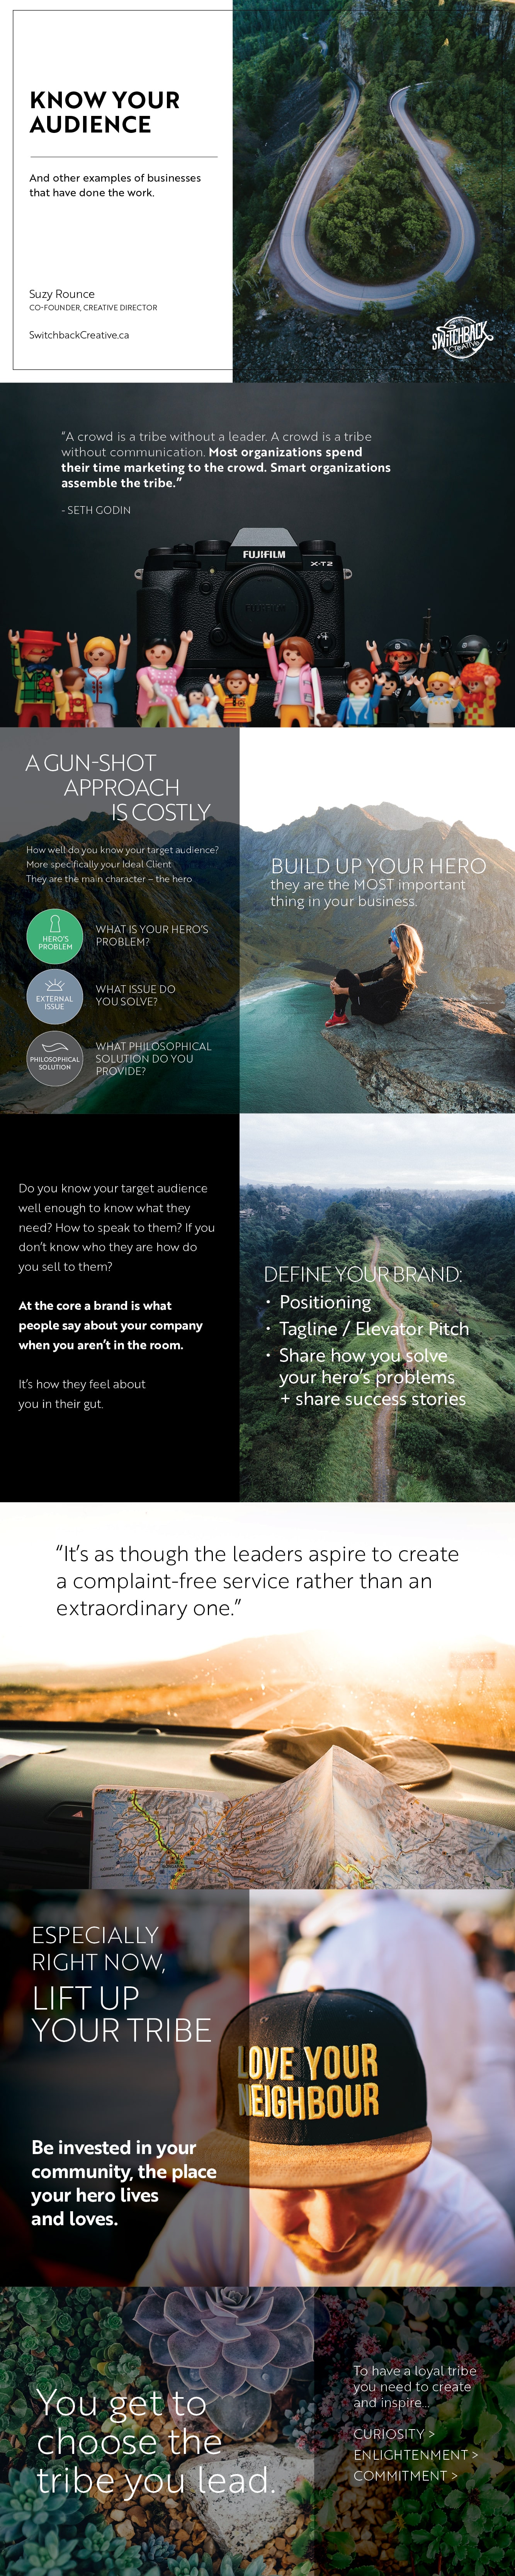 KNOW YOUR
AUDIENCE
And other examples of businesses
that have done the work.
Suzy Rounce
CO-FOUNDER, CREATIVE DIRECTOR
SwitchbackCreative.ca
SWITCHBACK
CREATIVE
“A crowd is a tribe without a leader. A crowd is a tribe
without communication. Most organizations spend
their time marketing to the crowd. Smart organizations
assemble the tribe.”
- SETH GODIN
FUJIFILM
X-T2
A GUN-SHOT
APPROACH
IS COSTLY
How well do you know your target audience?
More specifically your Ideal Client.
They are the main character – the hero
HERO'S
PROBLEM
WHAT IS YOUR HERO'S
PROBLEM?
EXTERNAL
ISSUE
WHAT ISSUE DO
YOU SOLVE?
PHILOSOPHICAL
SOLUTION
WHAT PHILOSOPHICAL
SOLUTION DO YOU
PROVIDE?
BUILD UP YOUR HERO
they are the MOST important
thing in your business.
Do you know your target audience
well enough to know what they
need? How to speak to them? If you
don’t know who they are how do
you sell to them?
At the core a brand is what
people say about your company
when you aren’t in the room.
It’s how they feel about
you in their gut.
DEFINE YOUR BRAND:
• Positioning
• Tagline / Elevator Pitch
• Share how you solve
your hero’s problems
+ share success stories
“It’s as though the leaders aspire to create
a complaint-free service rather than an
extraordinary one.”
ESPECIALLY
RIGHT NOW,
LIFT UP
YOUR TRIBE
LOVE YOUR
NEIGHBOUR
Be invested in your
community, the place
your hero lives
and loves.
You get to
choose the
tribe you lead.
To have a loyal tribe
you need to create
and inspire...
CURIOSITY >
ENLIGHTENMENT >
COMMITMENT >